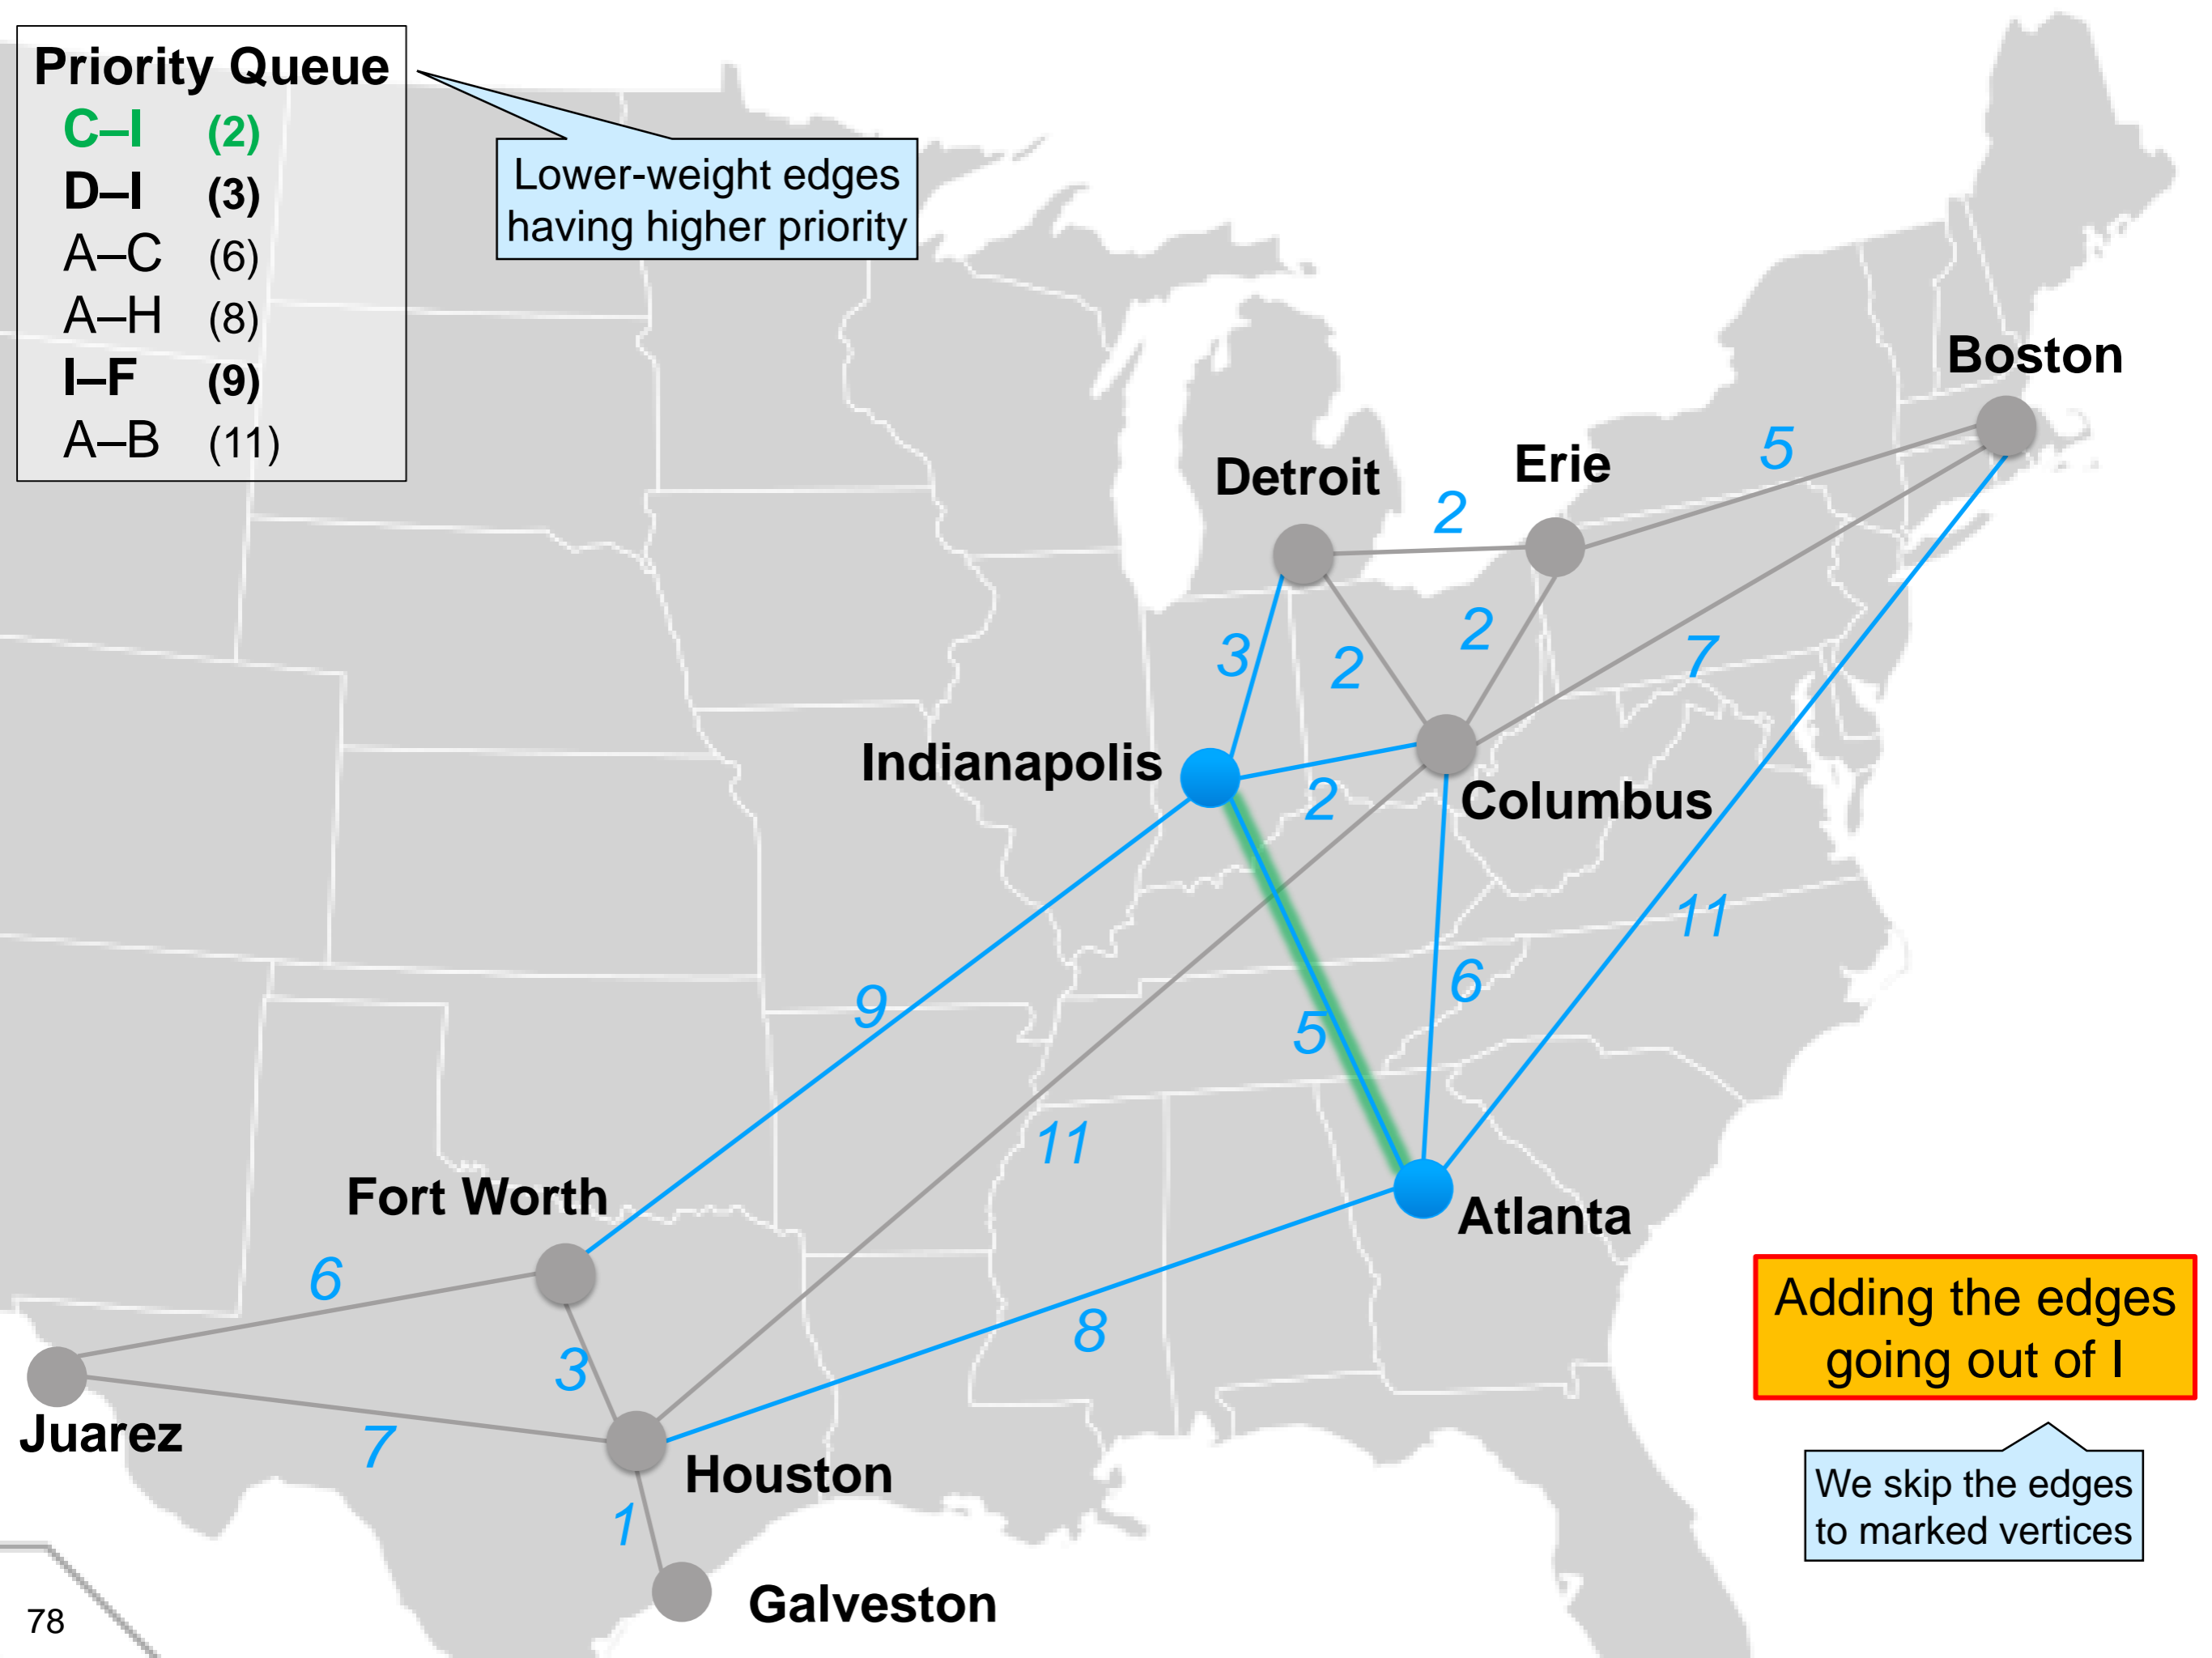 Priority Queue
C–I (2)
D–I (3)
A–C (6)
A–H (8)
I–F (9)
A–B (11)
Lower-weight edges
having higher priority
Boston
5
Erie
Detroit
2
3
2
2
7
Indianapolis
2
Columbus
11
9
6
5
11
Fort Worth
Atlanta
6
8
3
Adding the edges
going out of I
Juarez
7
Houston
1
We skip the edges
to marked vertices
Galveston
78